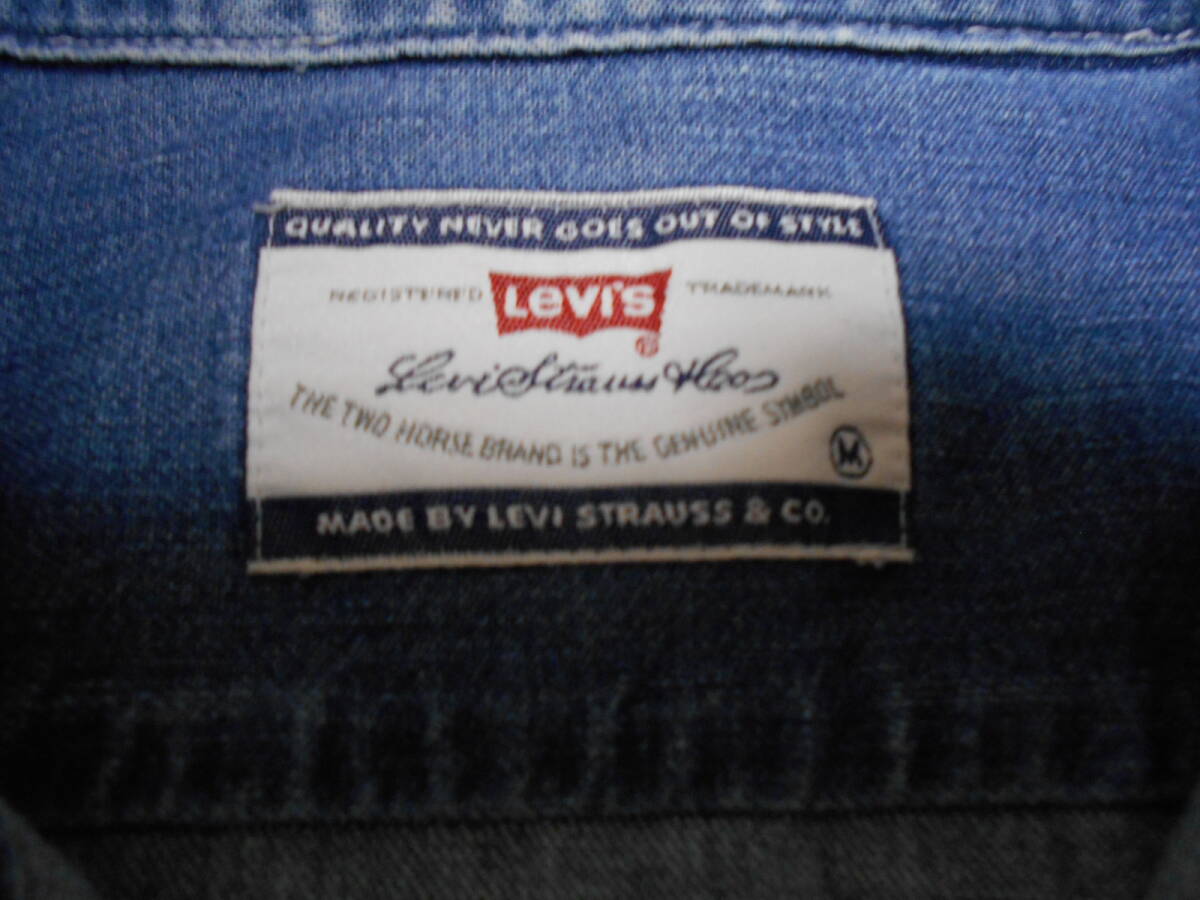 QUALITY NEVER GOES OUT OF STYLE
REGISTERED LEVI'S TRADEMARK
®
Levi Strauss & Cos
THE TWO HORSE BRAND IS THE GENUINE SYMBOL
M
MADE BY LEVI STRAUSS & CO.